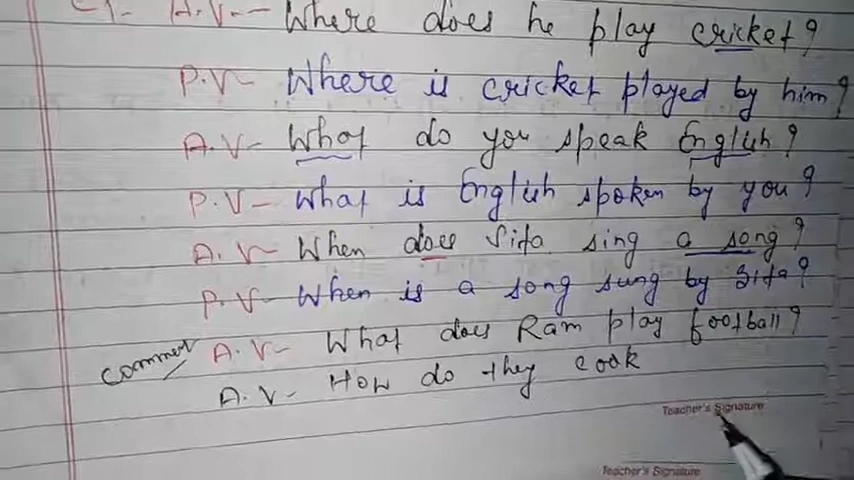 A.V.- Where does he play cricket?
P.V- Where is cricket played by him?
A.V- What do you speak English?
P.V- What is English spoken by you?
A.V- When does Sita sing a song?
P.V- When is a song sung by Sita?
Comment A.V- What does Ram play football?
A.V- How do they cook
Teacher's Signature
Teacher's Signature